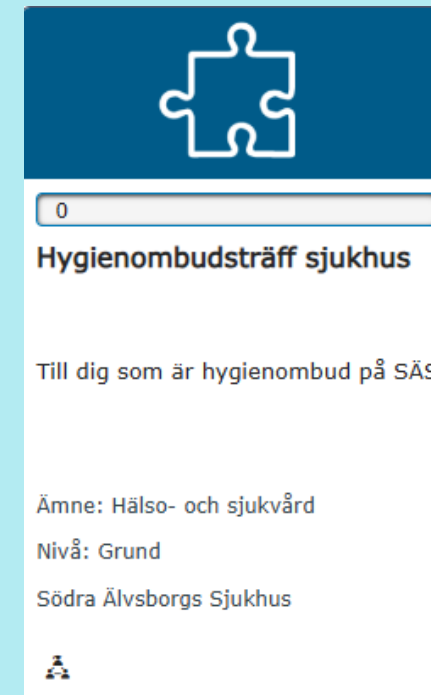 0
Hygienombudsträff sjukhus
Till dig som är hygienombud på
Ämne: Hälso- och sjukvård
Nivå: Grund
Södra Älvsborgs Sjukhus